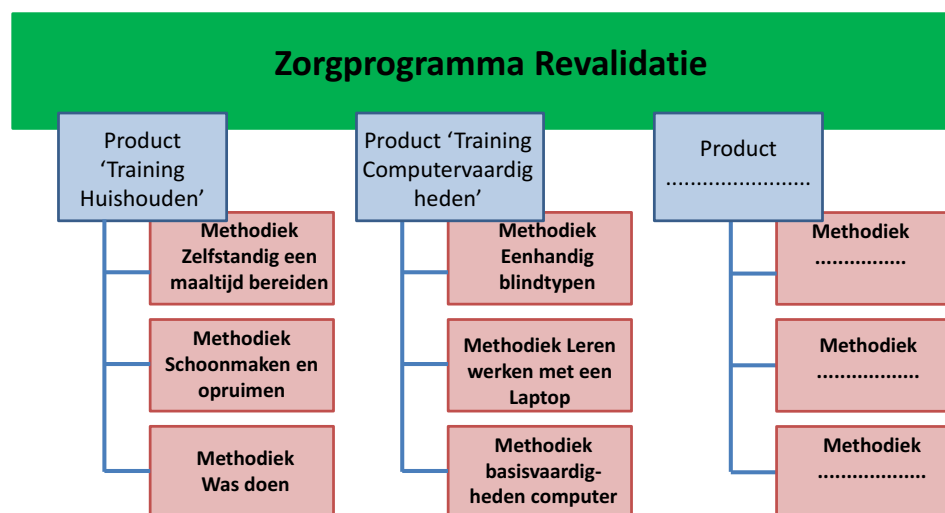 Zorgprogramma Revalidatie
Product
‘Training
Huishouden’
Methodiek
Zelfstandig een
maaltijd bereiden
Methodiek
Schoonmaken en
opruimen
Methodiek
Was doen
Product ‘Training
Computervaardig
heden’
Methodiek
Eenhandig
blindtypen
Methodiek Leren
werken met een
Laptop
Methodiek
basisvaardig-
heden computer
Product
.........................
Methodiek
................
Methodiek
..................
Methodiek
...................